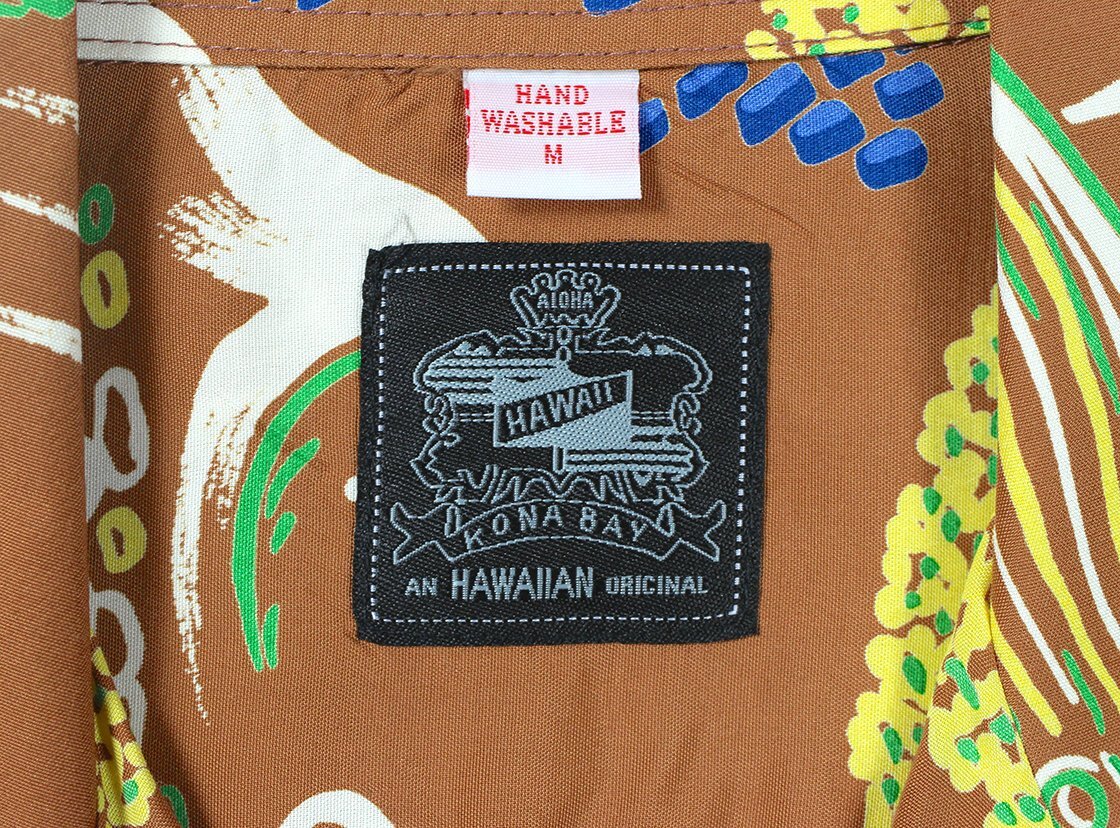 HAND
WASHABLE
M
ALOHA
HAWAII
KONA BAY
AN HAWAIIAN ORIGINAL